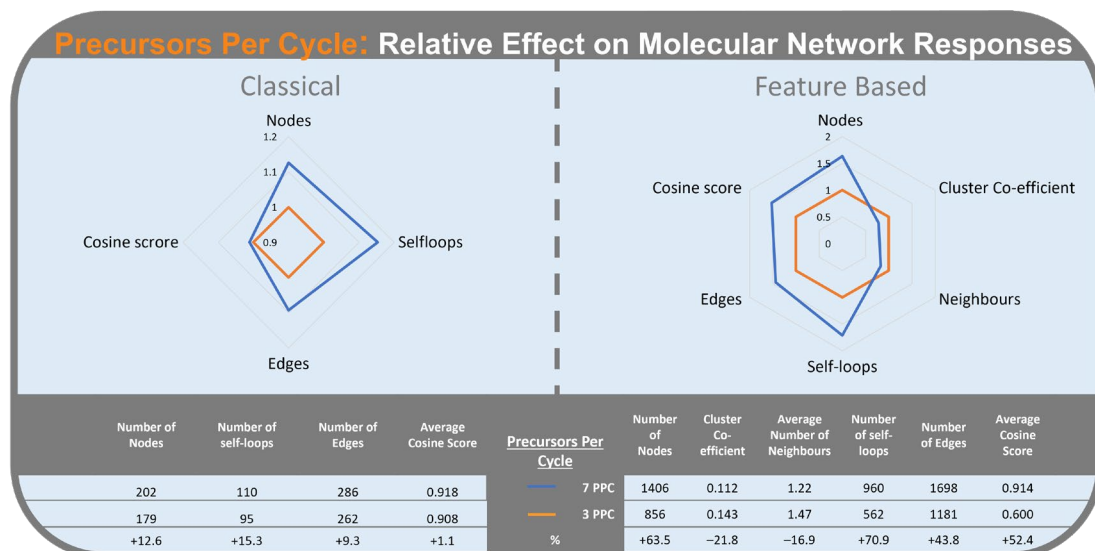 Precursors Per Cycle: Relative Effect on Molecular Network Responses
Classical
Nodes
1.2
1.1
1
0.9
Cosine scrore
Selfloops
Edges
Feature Based
Nodes
2
1.5
1
0.5
0
Cosine score
Cluster Co-efficient
Edges
Neighbours
Self-loops
Number of
Nodes
Number of
self-loops
Number of
Edges
Average
Cosine Score
Precursors Per
Cycle
Number
of
Nodes
Cluster
Co-
efficient
Average
Number of
Neighbours
Number
of self-
loops
Number
of Edges
Average
Cosine
Score
202 110 286 0.918 7 PPC 1406 0.112 1.22 960 1698 0.914
179 95 262 0.908 3 PPC 856 0.143 1.47 562 1181 0.600
+12.6 +15.3 +9.3 +1.1 % +63.5 −21.8 −16.9 +70.9 +43.8 +52.4